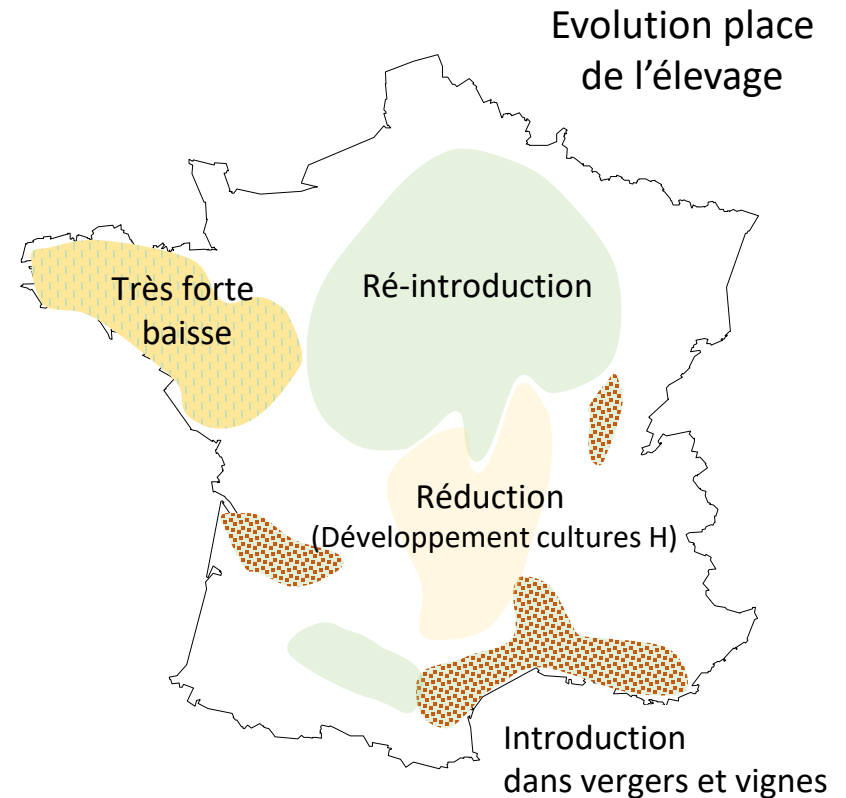 Evolution place
de l’élevage
Très forte
baisse
Ré-introduction
Réduction
(Développement cultures H)
Introduction
dans vergers et vignes